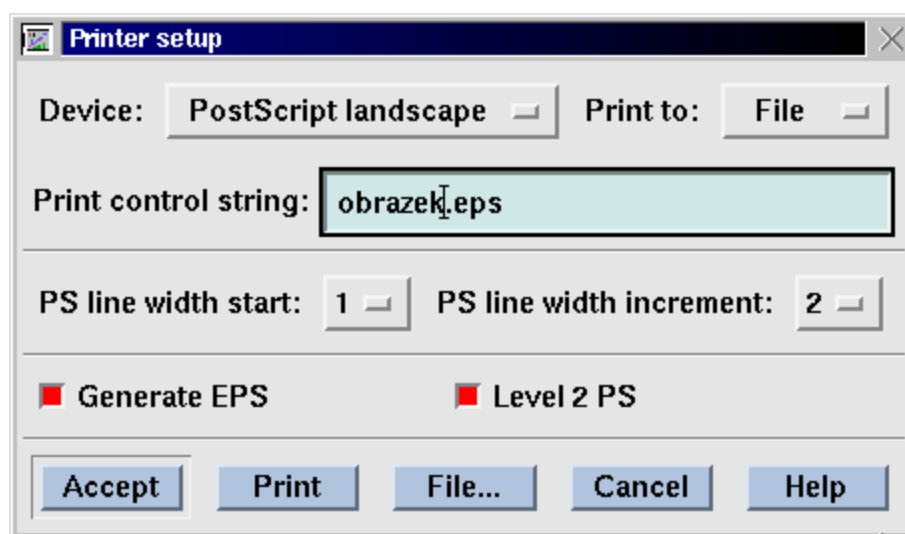 Printer setup
Device: PostScript landscape Print to: File
Print control string: obrazek.eps
PS line width start: 1 PS line width increment: 2
Generate EPS Level 2 PS
Accept Print File... Cancel Help